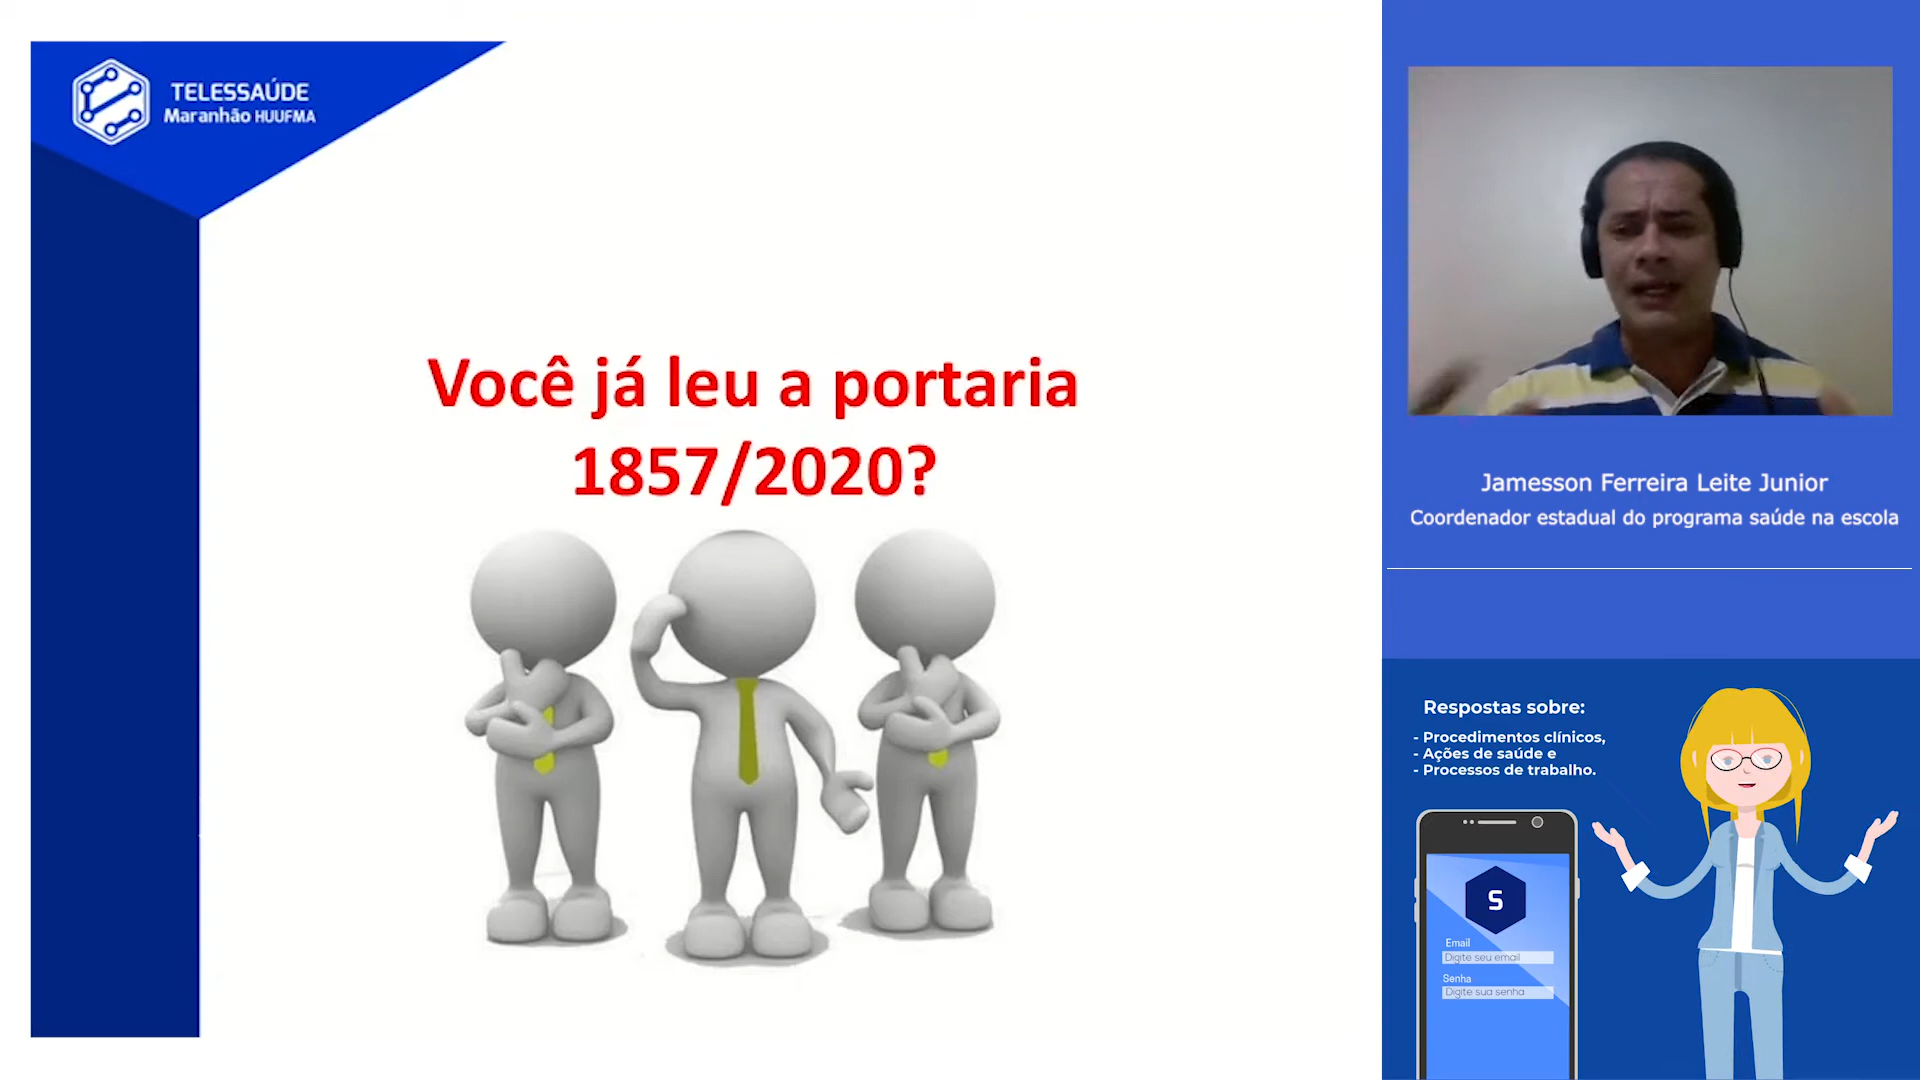 TELESSAÚDE
Maranhão HUUFMA
Você já leu a portaria
1857/2020?
Jamesson Ferreira Leite Junior
Coordenador estadual do programa saúde na escola
Respostas sobre:
- Procedimentos clínicos,
- Ações de saúde e
- Processos de trabalho.
S
Email
Digite seu email
Senha
Digite sua senha